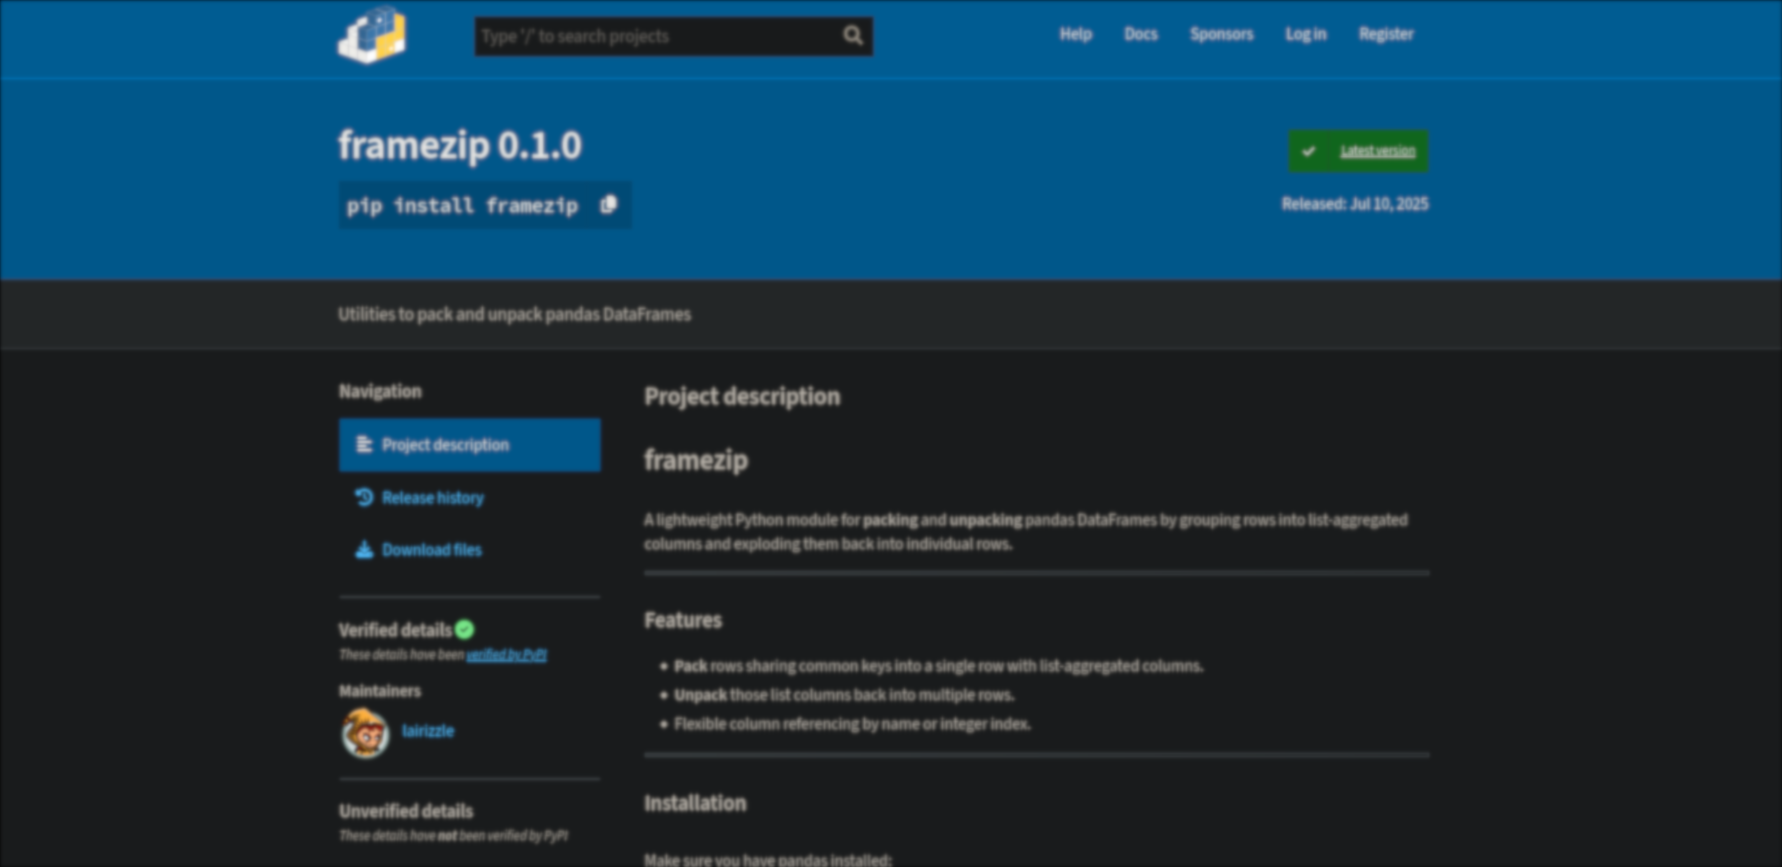 Type '/' to search projects
Help Docs Sponsors Log in Register
framezip 0.1.0
Latest version
pip install framezip
Released: Jul 10, 2025
Utilities to pack and unpack pandas DataFrames
Navigation
Project description
Release history
Download files
Verified details
These details have been verified by PyPI
Maintainers
lairizzle
Unverified details
These details have not been verified by PyPI
Project description
framezip
A lightweight Python module for packing and unpacking pandas DataFrames by grouping rows into list-aggregated
columns and exploding them back into individual rows.
Features
• Pack rows sharing common keys into a single row with list-aggregated columns.
• Unpack those list columns back into multiple rows.
• Flexible column referencing by name or integer index.
Installation
Make sure you have pandas installed: